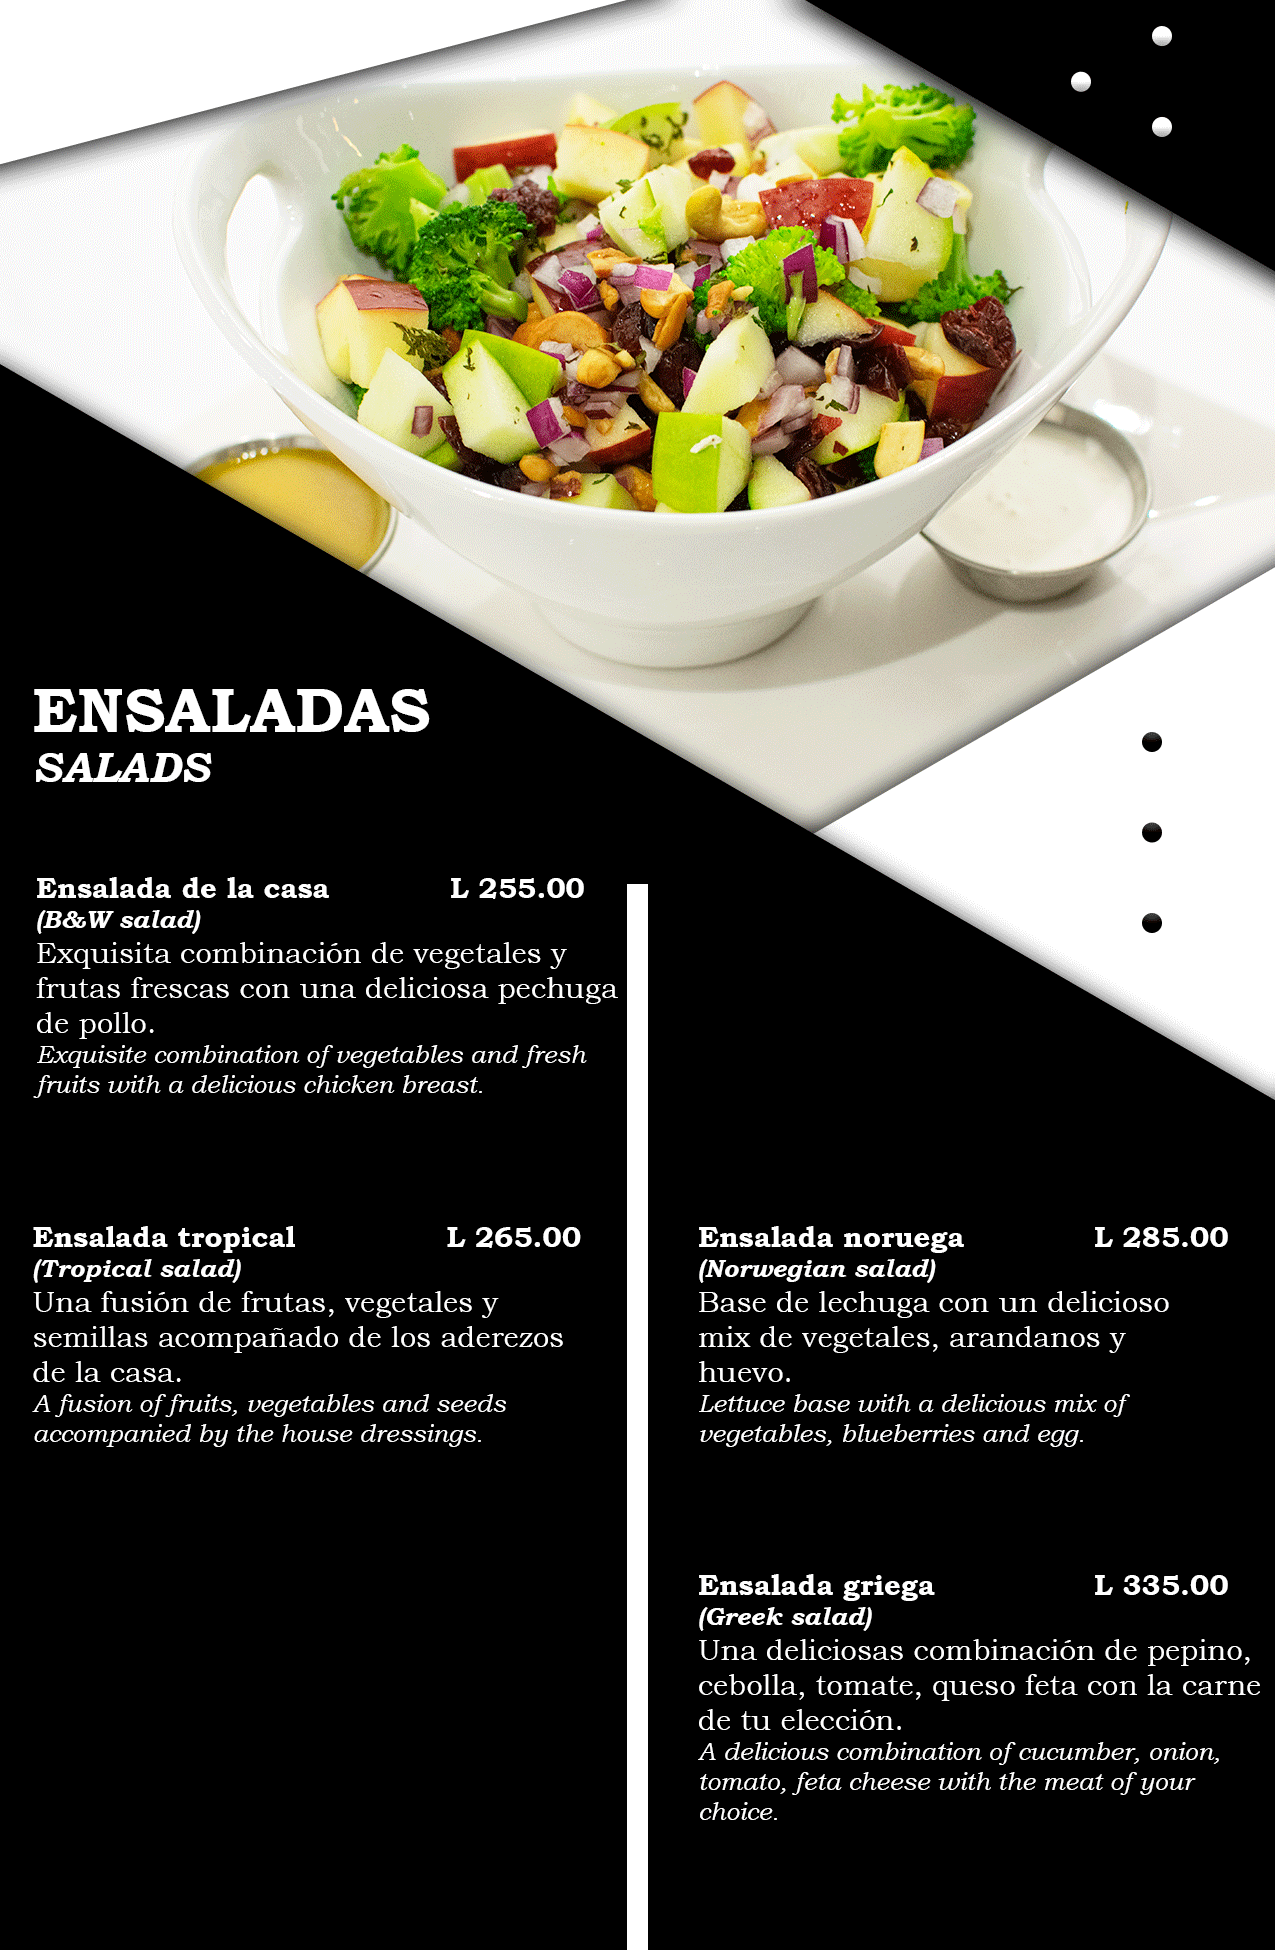 ENSALADAS
SALADS
Ensalada de la casa L 255.00
(B&W salad)
Exquisita combinación de vegetales y
frutas frescas con una deliciosa pechuga
de pollo.
Exquisite combination of vegetables and fresh
fruits with a delicious chicken breast.
Ensalada tropical L 265.00
(Tropical salad)
Una fusión de frutas, vegetales y
semillas acompañado de los aderezos
de la casa.
A fusion of fruits, vegetables and seeds
accompanied by the house dressings.
Ensalada noruega L 285.00
(Norwegian salad)
Base de lechuga con un delicioso
mix de vegetales, arandanos y
huevo.
Lettuce base with a delicious mix of
vegetables, blueberries and egg.
Ensalada griega L 335.00
(Greek salad)
Una deliciosas combinación de pepino,
cebolla, tomate, queso feta con la carne
de tu elección.
A delicious combination of cucumber, onion,
tomato, feta cheese with the meat of your
choice.